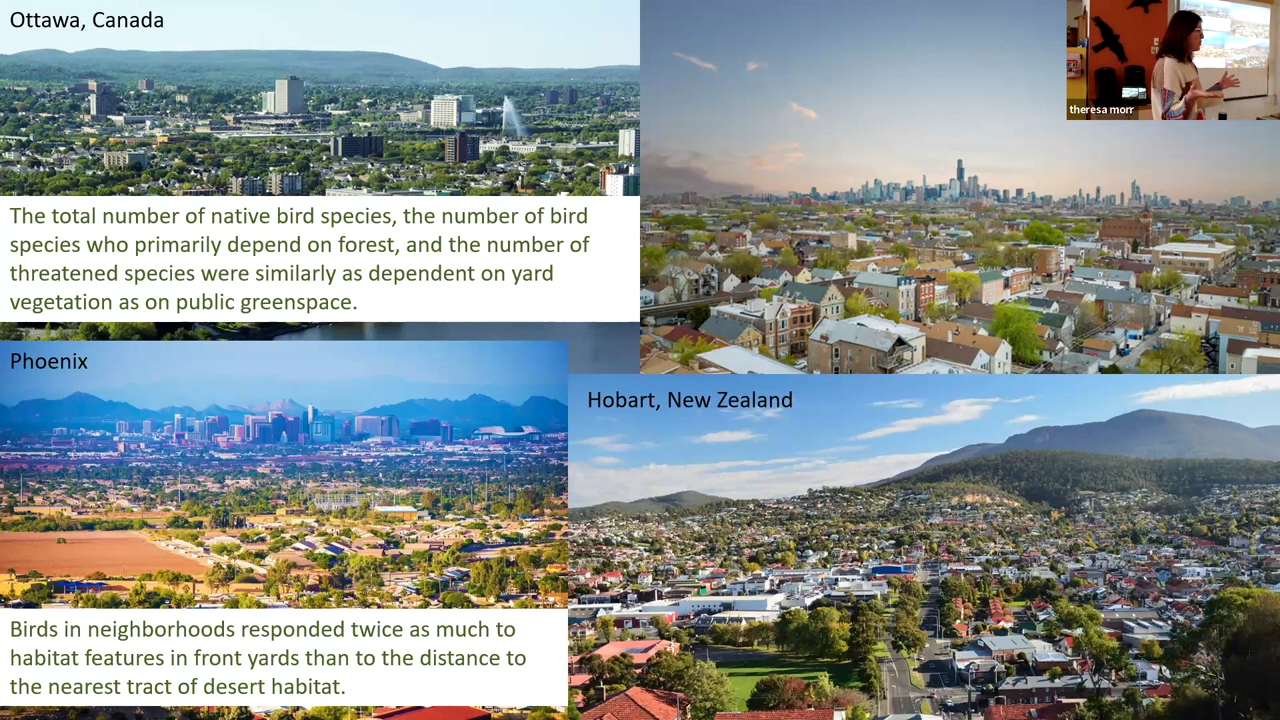 Ottawa, Canada
theresa morr
The total number of native bird species, the number of bird
species who primarily depend on forest, and the number of
threatened species were similarly as dependent on yard
vegetation as on public greenspace.
Phoenix
Hobart, New Zealand
Birds in neighborhoods responded twice as much to
habitat features in front yards than to the distance to
the nearest tract of desert habitat.